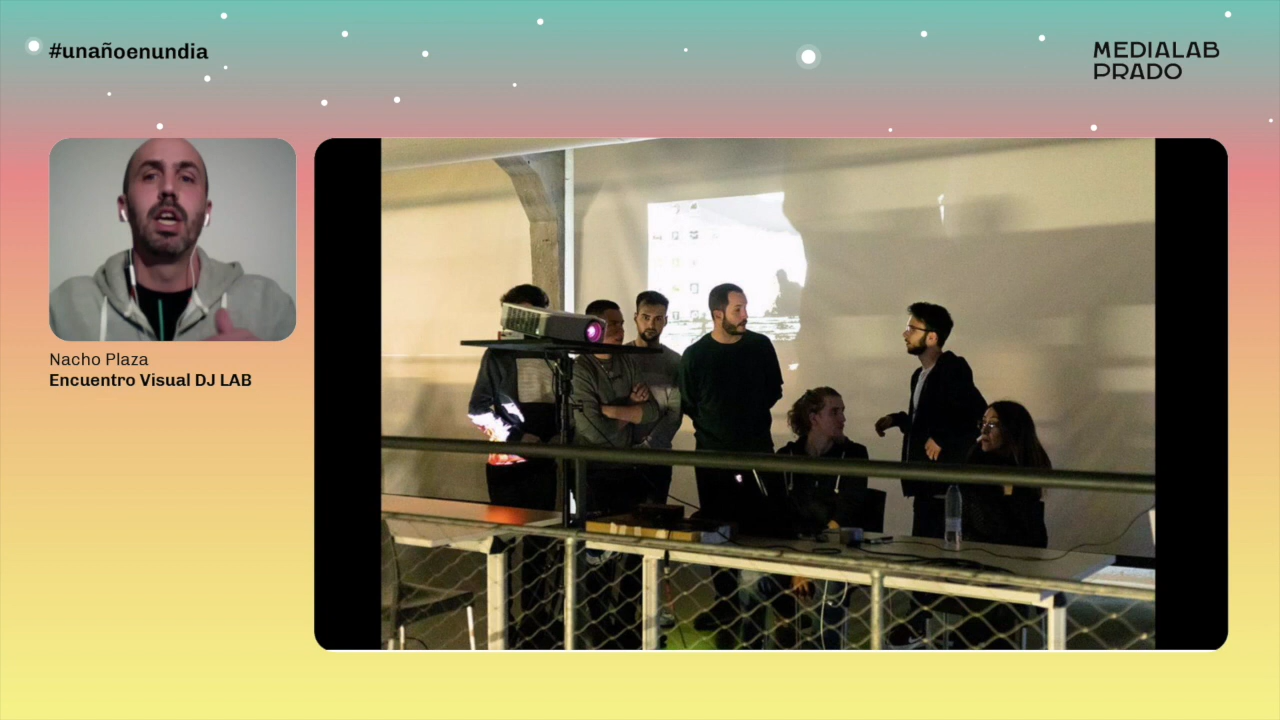 #unañoenundia
MEDIALAB
PRADO
Nacho Plaza
Encuentro Visual DJ LAB